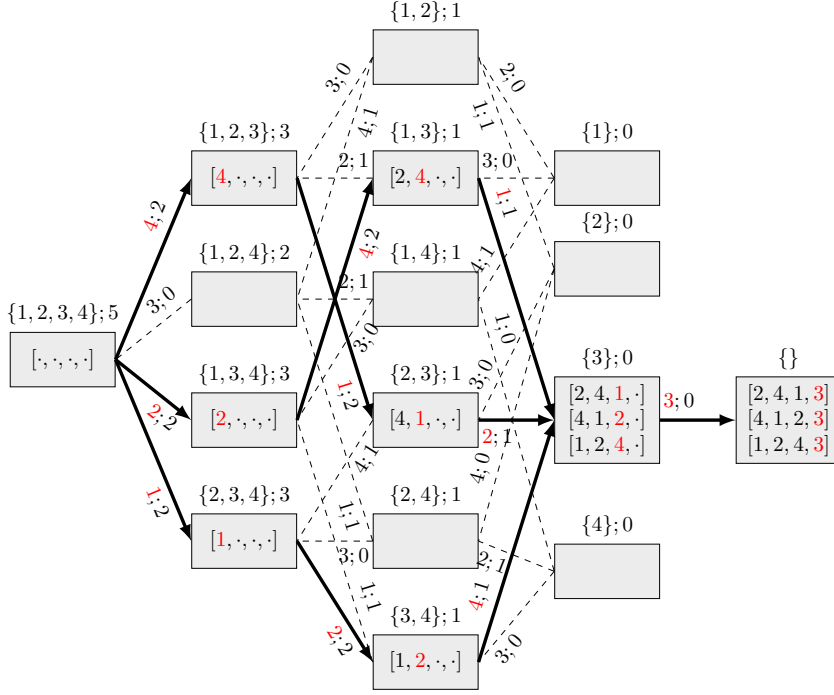 {1, 2}; 1
3; 0
2; 0
4; 1
1; 1
{1, 2, 3}; 3
{1, 3}; 1
{1}; 0
[4, ·, ·, ·]
2; 1
[2, 4, ·, ·]
3; 0
1; 1
4; 2
{2}; 0
{1, 2, 4}; 2
4; 2
{1, 4}; 1
4; 1
3; 0
2; 1
{1, 2, 3, 4}; 5
[·, ·, ·, ·]
3; 0
1; 0
{1, 3, 4}; 3
{2, 3}; 1
{3}; 0
{}
2; 2
[2, ·, ·, ·]
1; 2
[4, 1, ·, ·]
3; 0
2; 1
[2, 4, 1, ·]
[4, 1, 2, ·]
[1, 2, 4, ·]
3; 0
[2, 4, 1, 3]
[4, 1, 2, 3]
[1, 2, 4, 3]
4; 1
4; 0
1; 2
{2, 3, 4}; 3
{2, 4}; 1
{4}; 0
[1, ·, ·, ·]
3; 0
1; 1
2; 1
1; 1
4; 1
{3, 4}; 1
2; 2
[1, 2, ·, ·]
3; 0